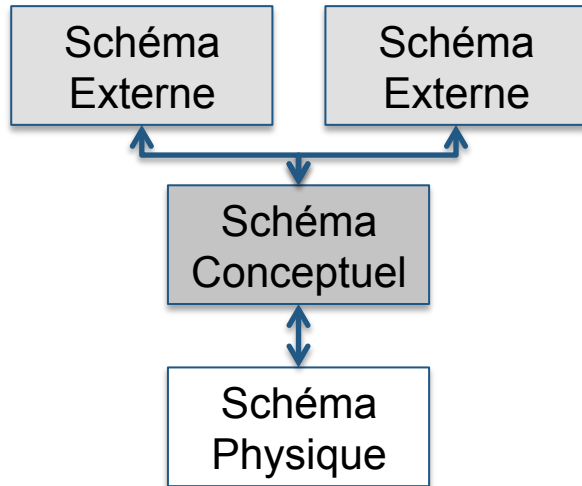 Schéma
Externe
Schéma
Externe
Schéma
Conceptuel
Schéma
Physique